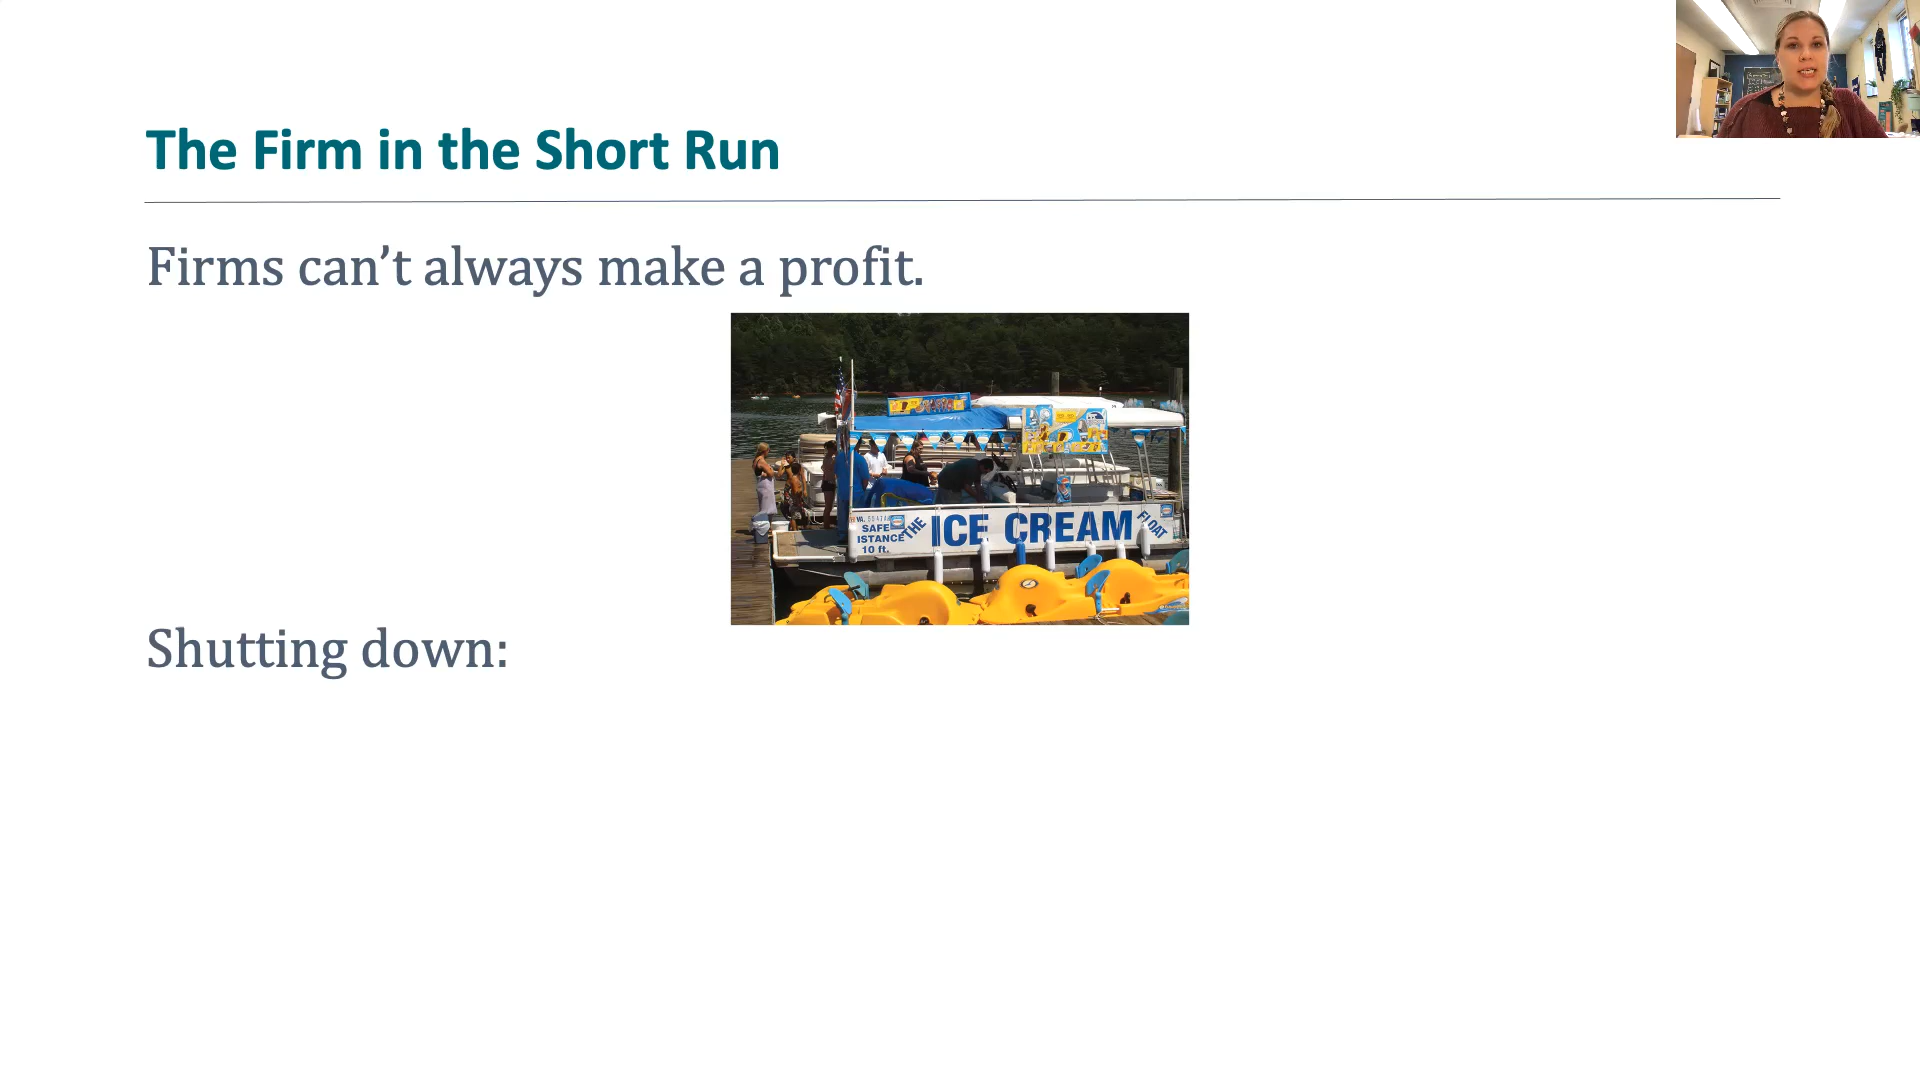 The Firm in the Short Run
Firms can’t always make a profit.
SAFE
ISTANCE
10 ft.
THE ICE CREAM FLOAT
Shutting down: